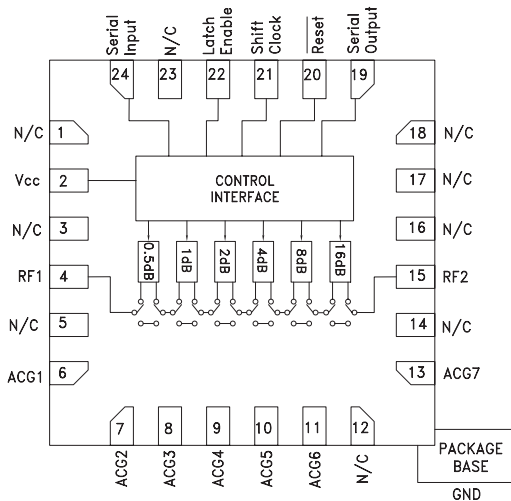 Serial
Input
N/C
Latch
Enable
Shift
Clock
Reset
Serial
Output
24
23
22
21
20
19
N/C
1
18
N/C
Vcc
2
17
N/C
CONTROL
INTERFACE
N/C
3
16
N/C
0.5dB
1dB
2dB
4dB
8dB
16dB
RF1
4
15
RF2
N/C
5
14
N/C
ACG1
6
13
ACG7
7
8
9
10
11
12
ACG2
ACG3
ACG4
ACG5
ACG6
N/C
PACKAGE
BASE
GND